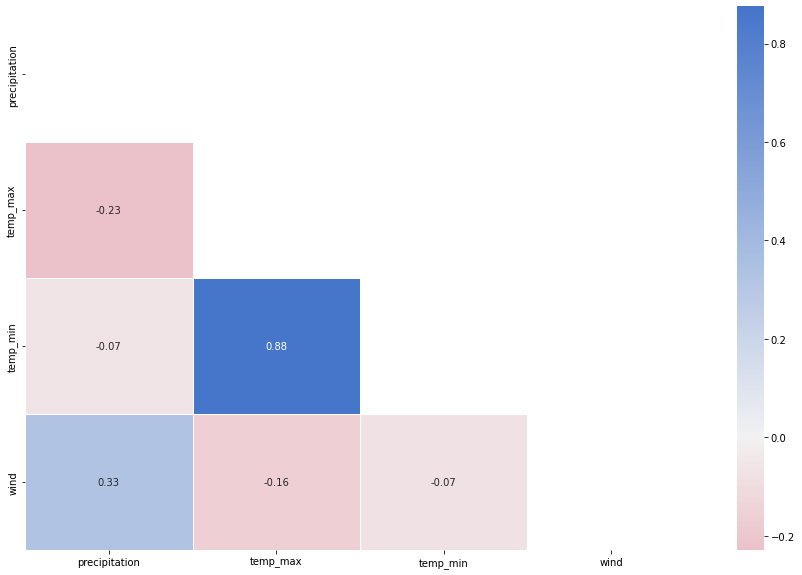 precipitation
temp_max
-0.23
temp_min
-0.07 0.88
wind
0.33 -0.16 -0.07
precipitation temp_max temp_min wind
0.8
0.6
0.4
0.2
0.0
−0.2